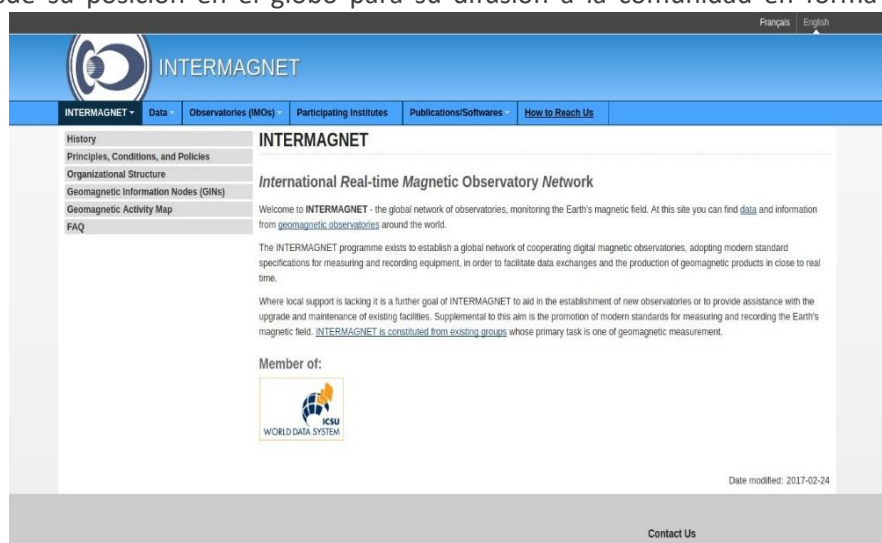 su posición en el globo para su difusión a la comunidad en forma
Français English
INTERMAGNET
INTERMAGNET Data Observatories (IMOs) Participating Institutes Publications/Softwares How to Reach Us
History
Principles, Conditions, and Policies
Organizational Structure
Geomagnetic Information Nodes (GINs)
Geomagnetic Activity Map
FAQ
INTERMAGNET
International Real-time Magnetic Observatory Network
Welcome to INTERMAGNET - the global network of observatories, monitoring the Earth's magnetic field. At this site you can find data and information
from geomagnetic observatories around the world.
The INTERMAGNET programme exists to establish a global network of cooperating digital magnetic observatories, adopting modern standard
specifications for measuring and recording equipment, in order to facilitate data exchanges and the production of geomagnetic products in close to real
time.
Where local support is lacking it is a further goal of INTERMAGNET to aid in the establishment of new observatories or to provide assistance with the
upgrade and maintenance of existing facilities. Supplemental to this aim is the promotion of modern standards for measuring and recording the Earth's
magnetic field. INTERMAGNET is constituted from existing groups whose primary task is one of geomagnetic measurement.
Member of:
ICSU
WORLD DATA SYSTEM
Date modified: 2017-02-24
Contact Us